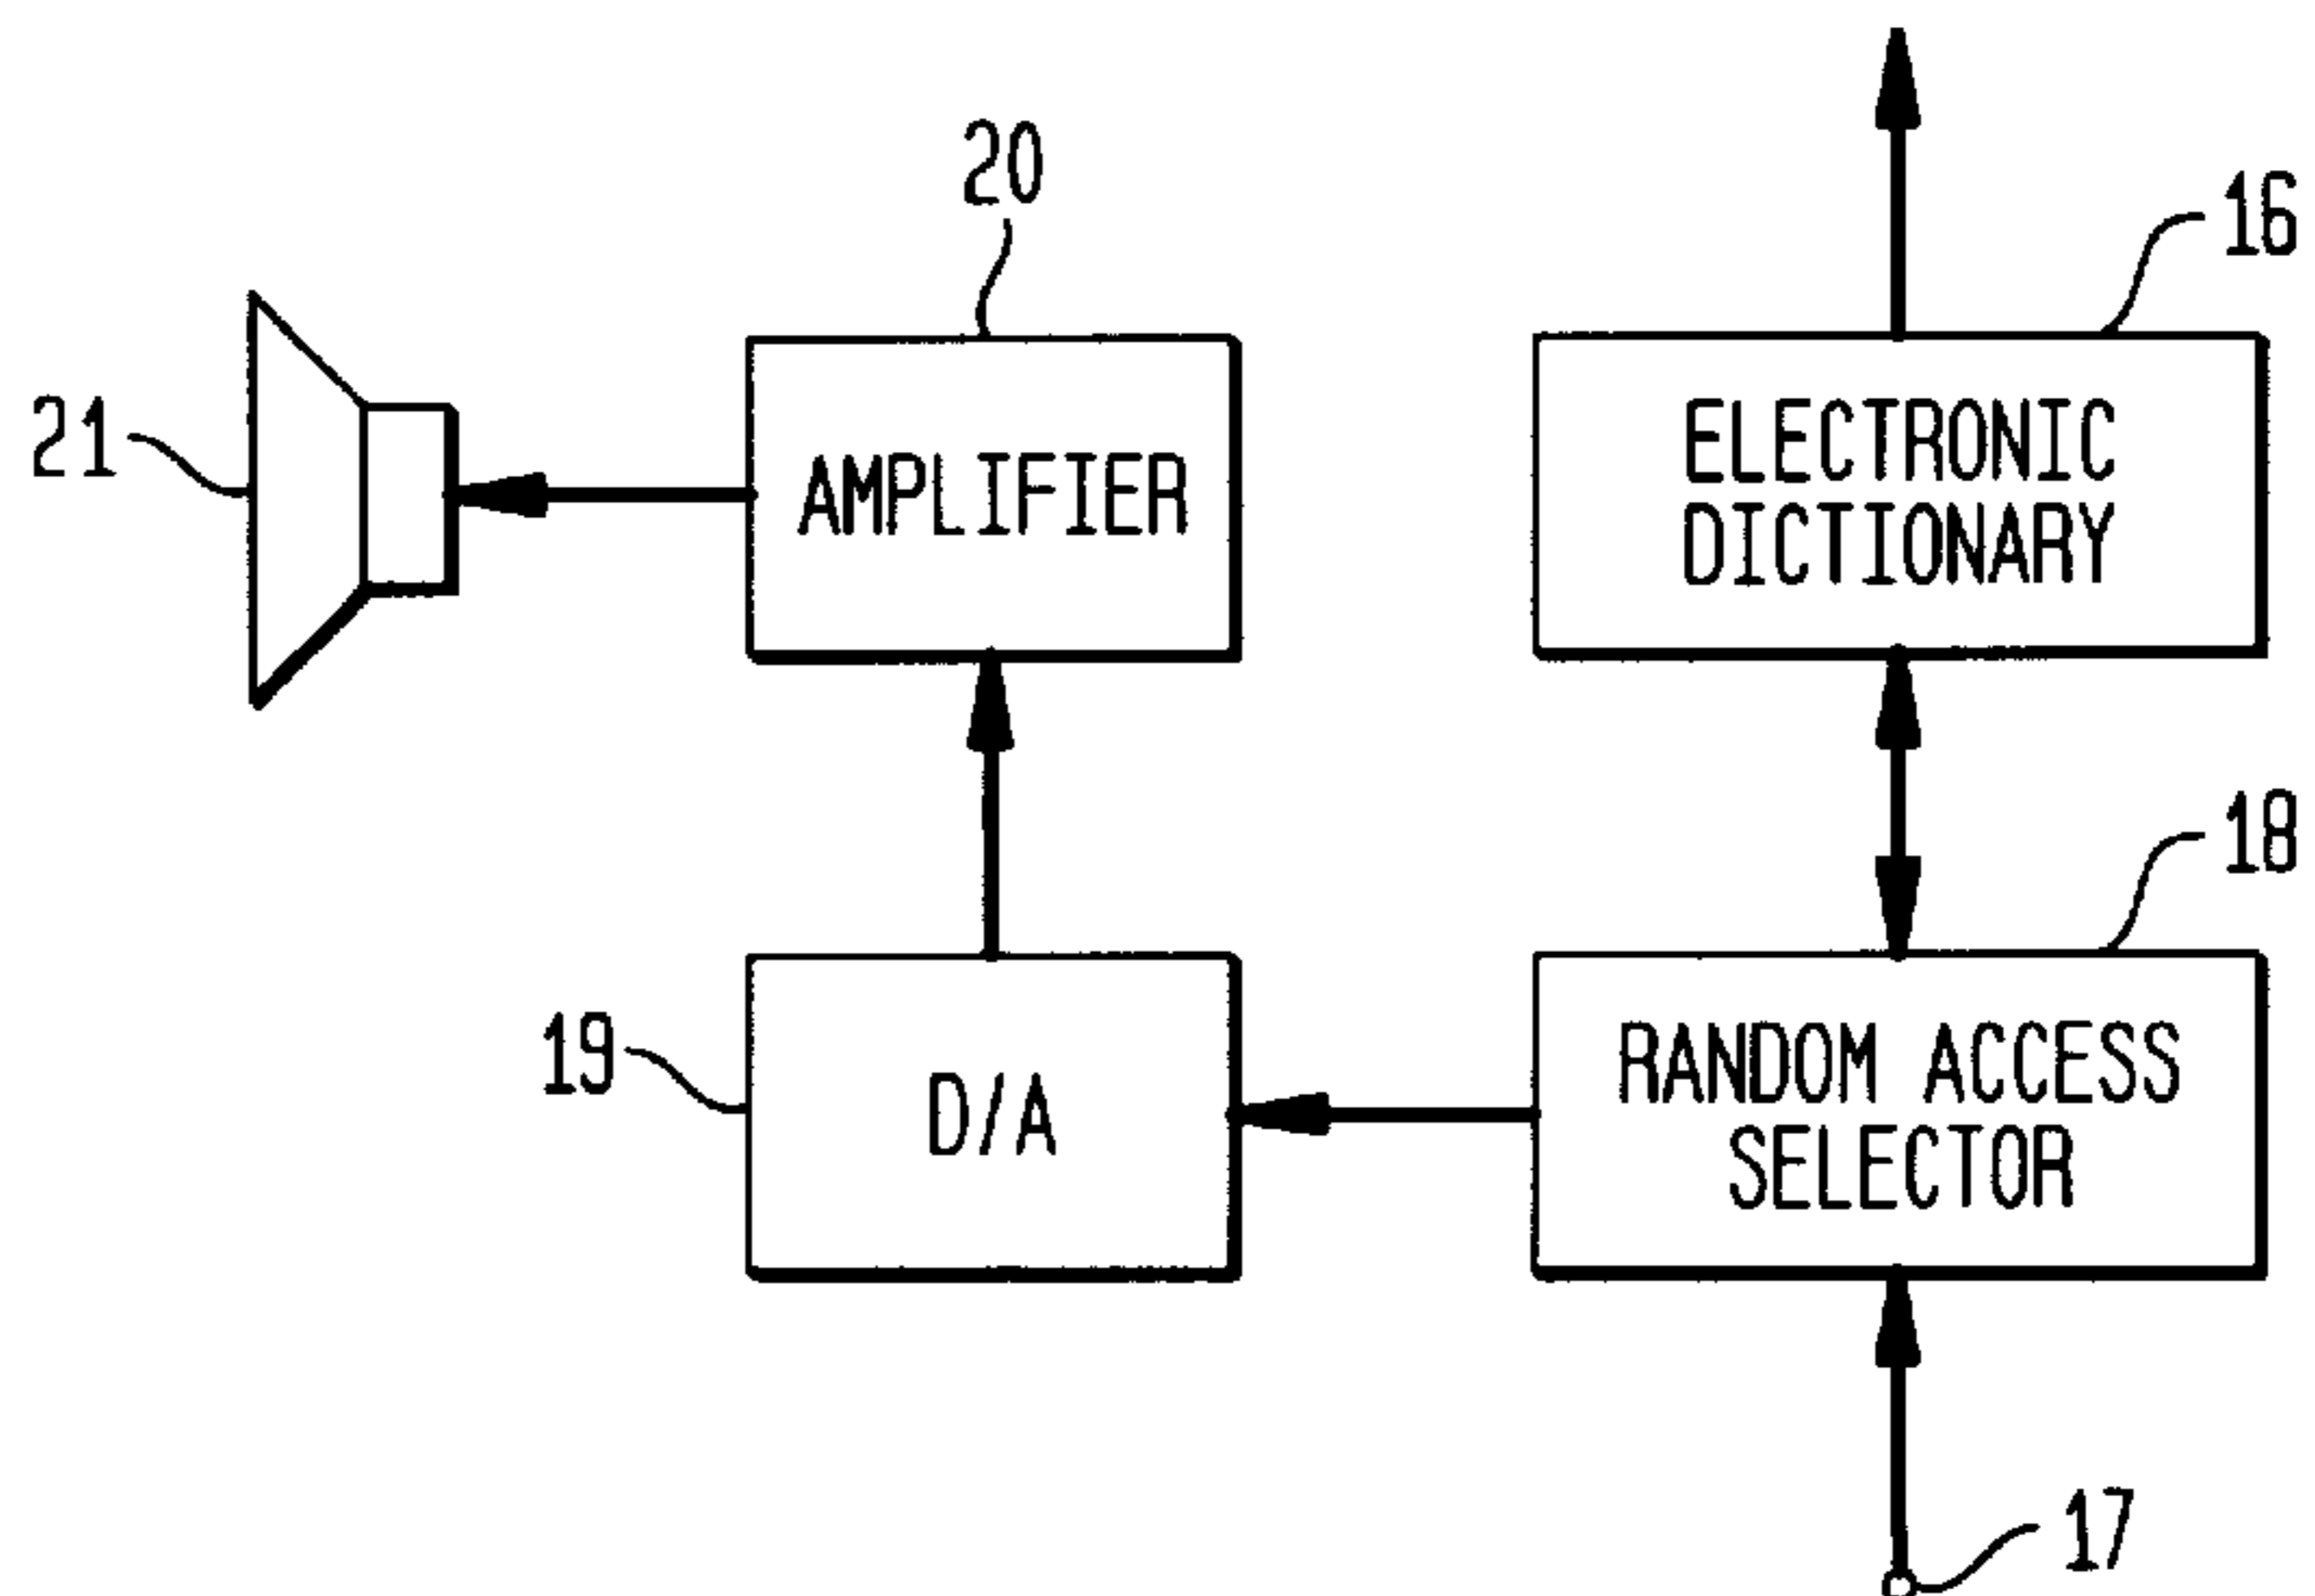 20
16
21
AMPLIFIER
ELECTRONIC
DICTIONARY
18
19
D/A
RANDOM ACCESS
SELECTOR
17